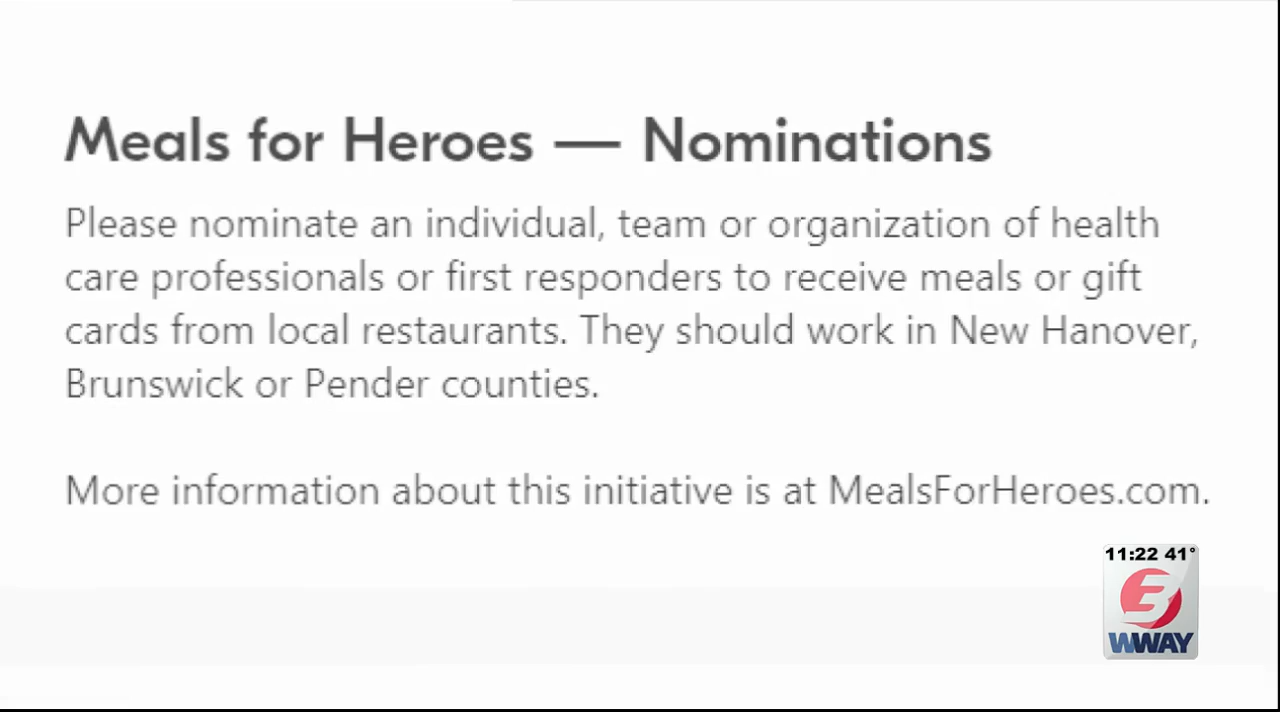 Meals for Heroes — Nominations
Please nominate an individual, team or organization of health
care professionals or first responders to receive meals or gift
cards from local restaurants. They should work in New Hanover,
Brunswick or Pender counties.
More information about this initiative is at MealsForHeroes.com.
11:22 41°
3
WWAY